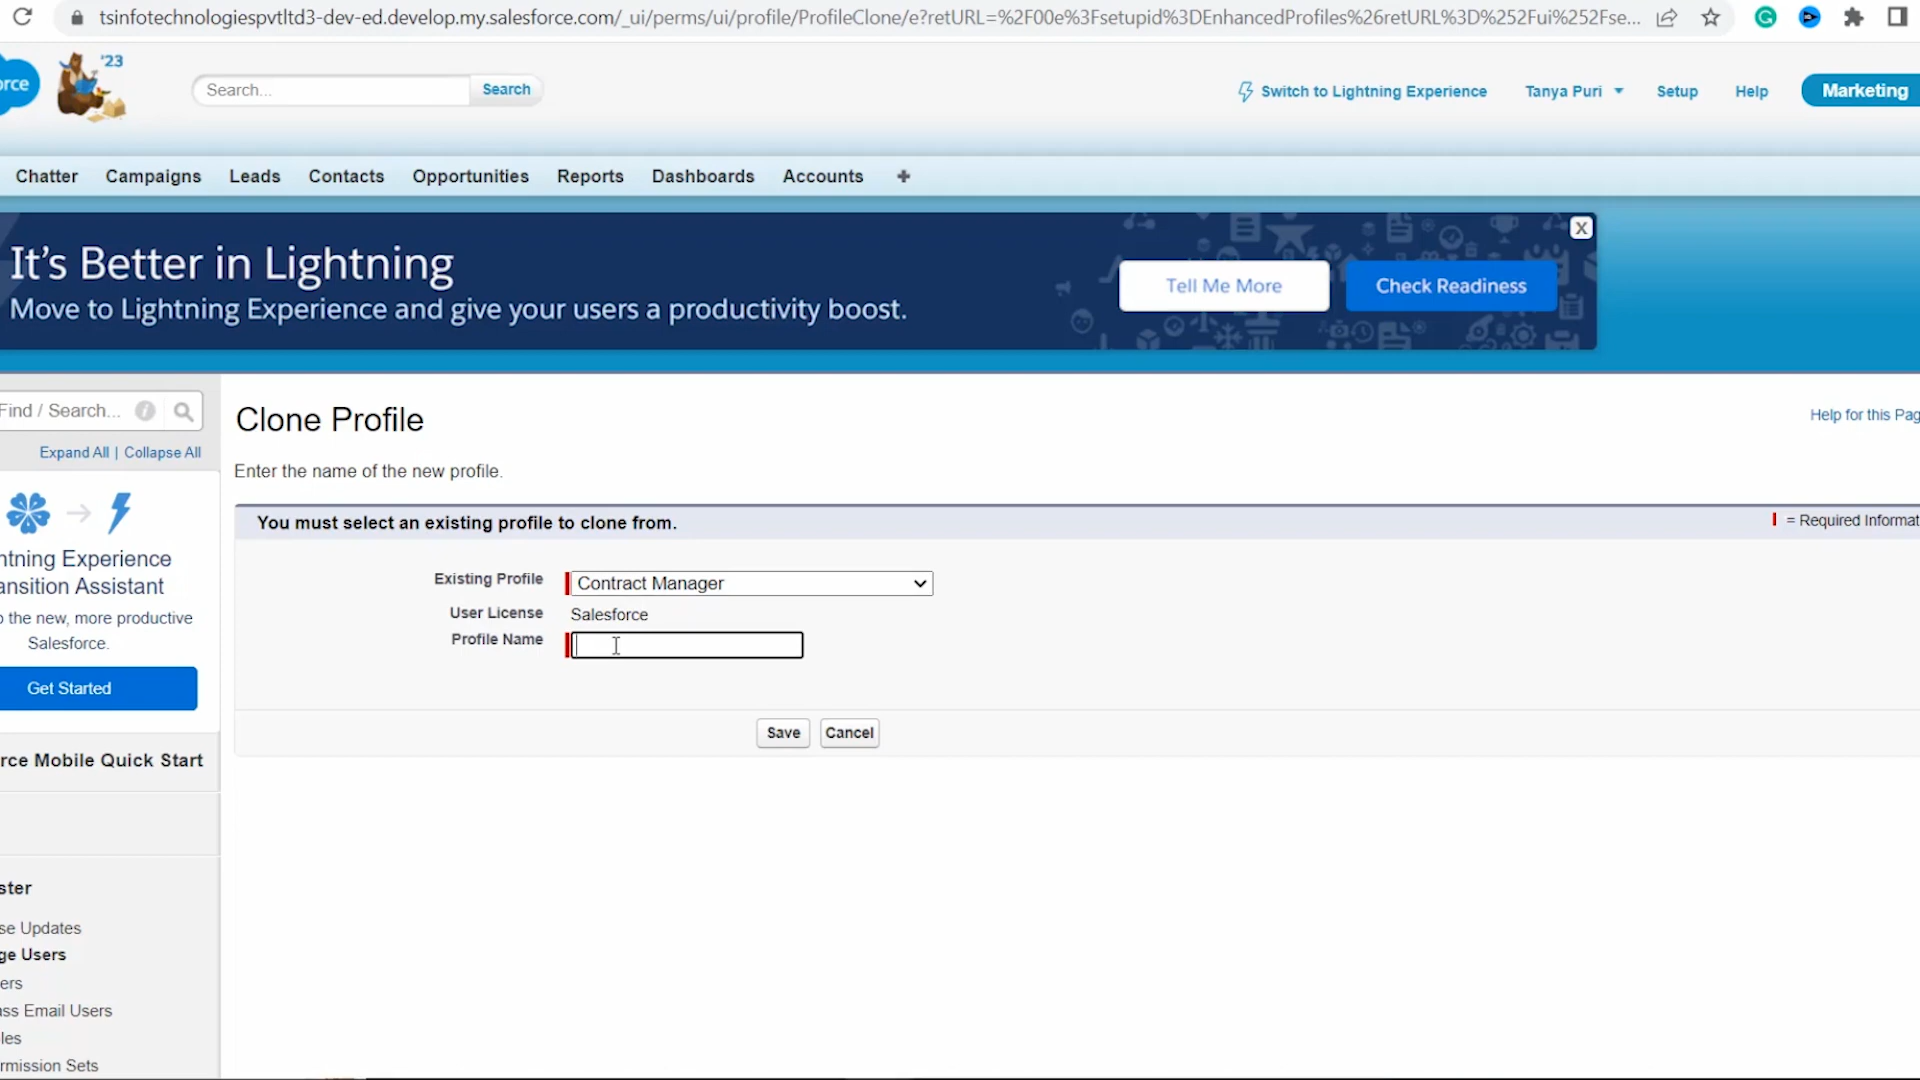 tsinfotechnologiespvtltd3-dev-ed.develop.my.salesforce.com/_ui/perms/ui/profile/ProfileClone/e?retURL=%2F00e%3Fsetupid%3DEnhancedProfiles%26retURL%3D%252Fui%252Fse...
orce
'23
Search...
Search
Switch to Lightning Experience
Tanya Puri
Setup
Help
Marketing
Chatter
Campaigns
Leads
Contacts
Opportunities
Reports
Dashboards
Accounts
+
It's Better in Lightning
Move to Lightning Experience and give your users a productivity boost.
Tell Me More
Check Readiness
X
Find / Search...
Expand All | Collapse All
Clone Profile
Help for this Pag
Enter the name of the new profile.
You must select an existing profile to clone from.
= Required Informat
Existing Profile
Contract Manager
User License
Salesforce
Profile Name
Save
Cancel
ntning Experience
ansition Assistant
o the new, more productive
Salesforce.
Get Started
rce Mobile Quick Start
ster
se Updates
ge Users
ers
ass Email Users
les
rmission Sets